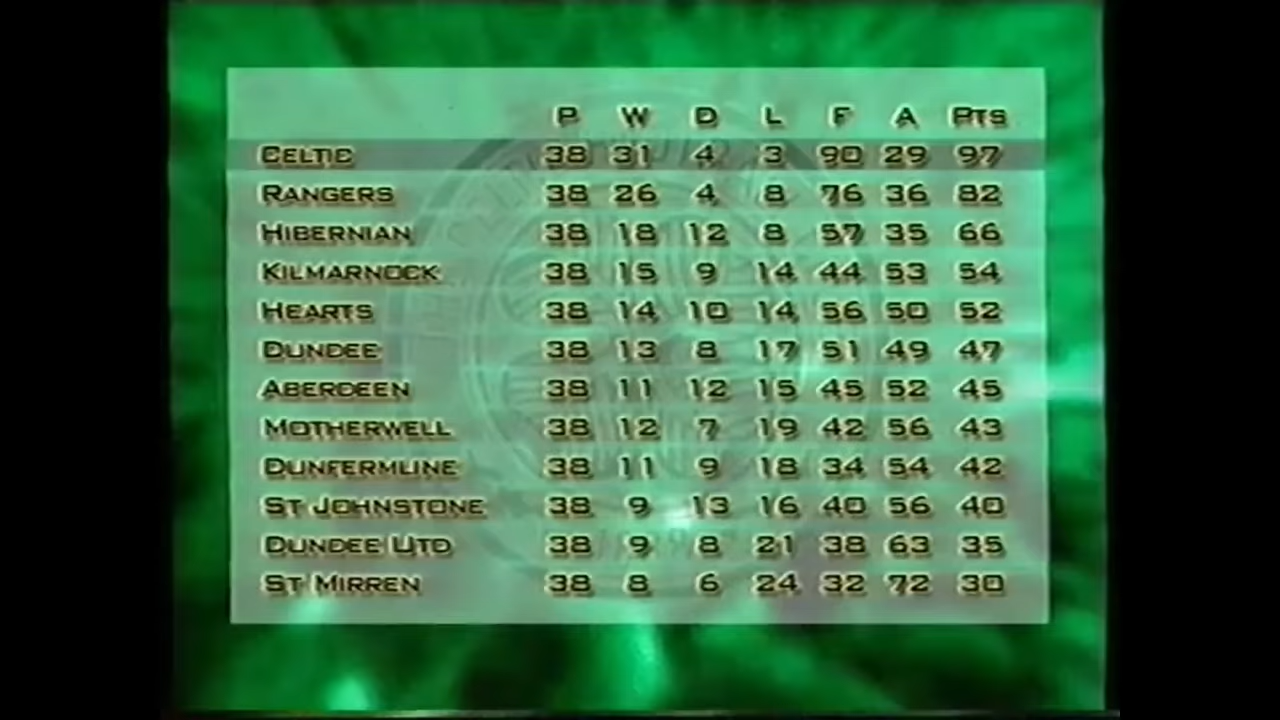 P W D L F A Pts
Celtic 38 31 4 3 90 29 97
Rangers 38 26 4 8 76 36 82
Hibernian 38 18 12 8 57 35 66
Kilmarnock 38 15 9 14 44 53 54
Hearts 38 14 10 14 56 50 52
Dundee 38 13 8 17 51 49 47
Aberdeen 38 11 12 15 45 52 45
Motherwell 38 12 7 19 42 56 43
Dunfermline 38 11 9 18 34 54 42
St Johnstone 38 9 13 16 40 56 40
Dundee Utd 38 9 8 21 38 63 35
St Mirren 38 8 6 24 32 72 30